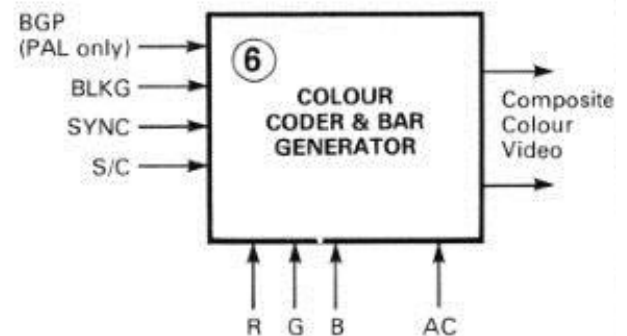 BGP
(PAL only)
BLKG
SYNC
S/C
6
COLOUR
CODER & BAR
GENERATOR
Composite
Colour
Video
R G B AC